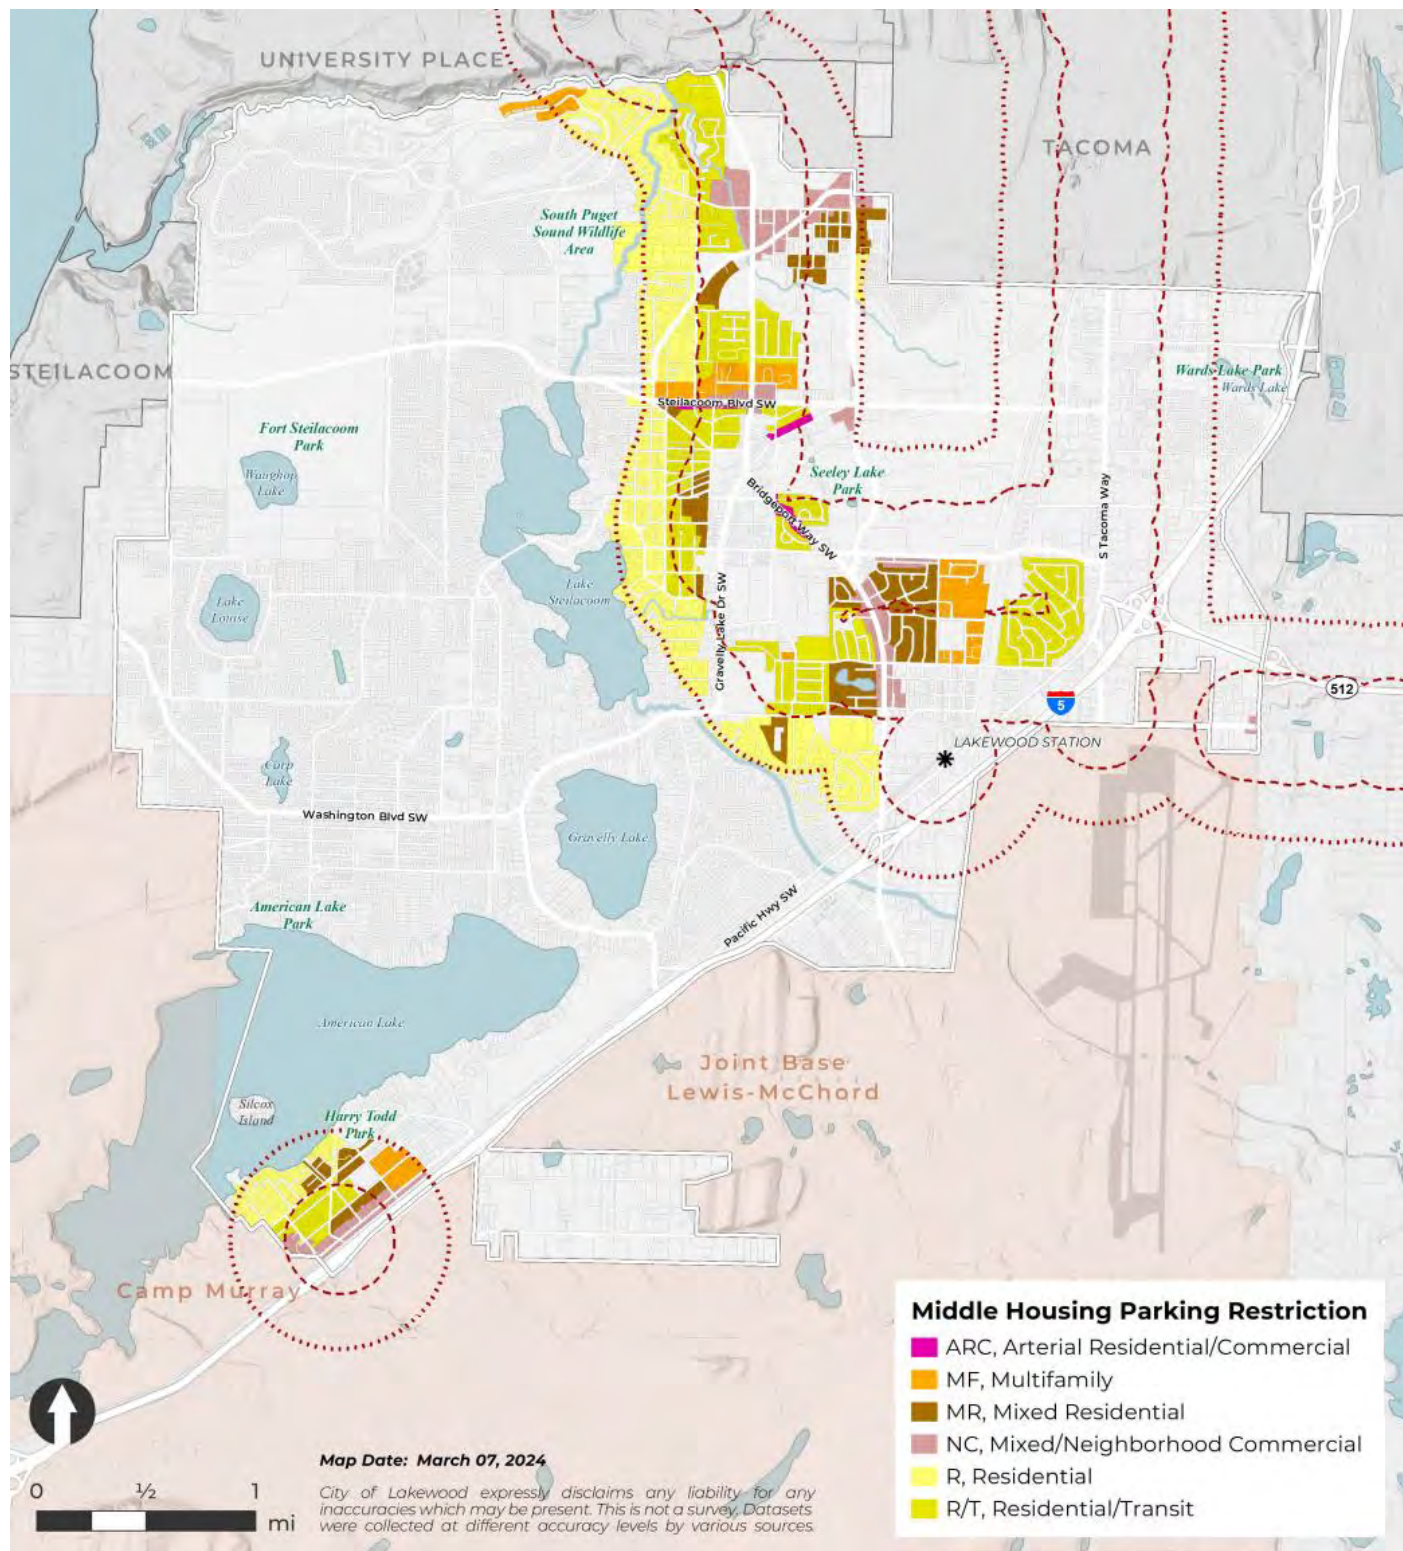 UNIVERSITY PLACE
TACOMA
South Puget
Sound Wildlife
Area
STEILACOOM
Wards Lake Park
Wards Lake
Steilacoom Blvd SW
Fort Steilacoom
Park
Waughop
Lake
Seeley Lake
Park
Bridgeport Way SW
S Tacoma Way
Lake
Steilacoom
Lake
Louise
Gravelly Lake Dr SW
512
5
LAKEWOOD STATION
Carp
Lake
Washington Blvd SW
Gravelly Lake
American Lake
Park
Pacific Hwy SW
American Lake
Joint Base
Lewis-McChord
Silcox
Island
Harry Todd
Park
Camp Murray
Middle Housing Parking Restriction
ARC, Arterial Residential/Commercial
MF, Multifamily
MR, Mixed Residential
NC, Mixed/Neighborhood Commercial
R, Residential
R/T, Residential/Transit
Map Date: March 07, 2024
City of Lakewood expressly disclaims any liability for any
inaccuracies which may be present. This is not a survey. Datasets
were collected at different accuracy levels by various sources.
0 ½ 1
mi